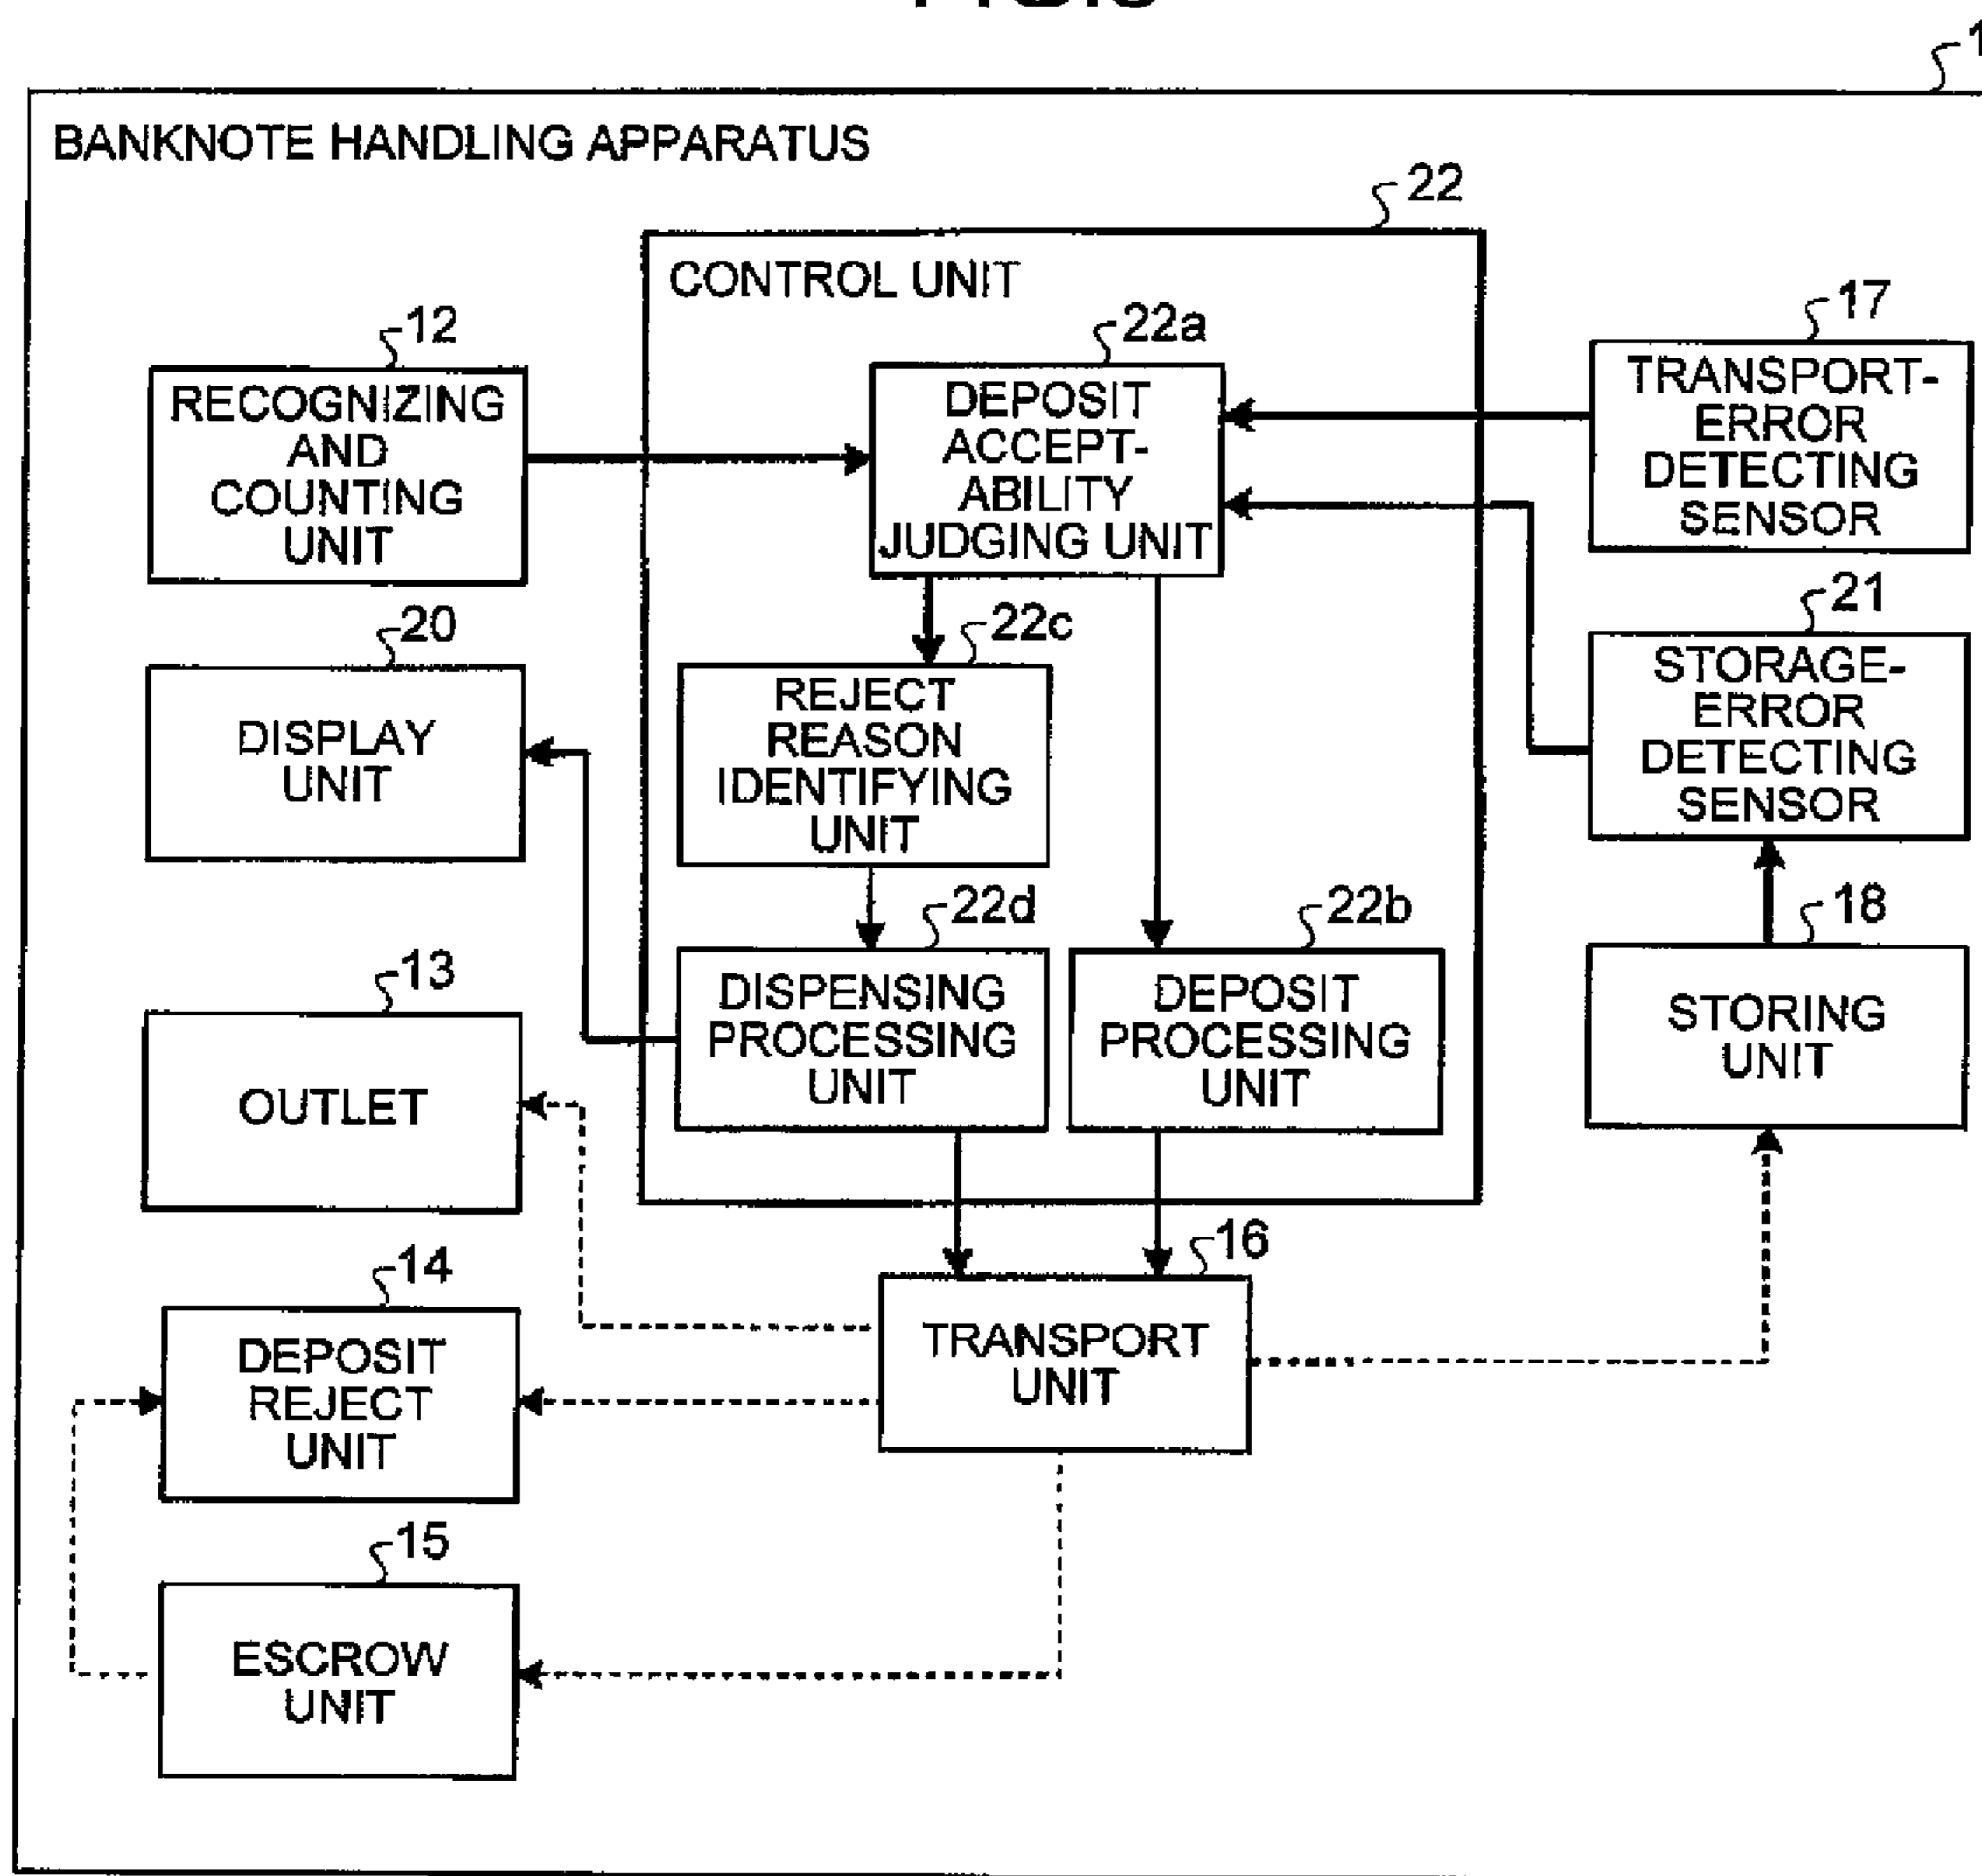 1
BANKNOTE HANDLING APPARATUS
22
CONTROL UNIT
12
RECOGNIZING
AND
COUNTING
UNIT
22a
DEPOSIT
ACCEPT-
ABILITY
JUDGING UNIT
17
TRANSPORT-
ERROR
DETECTING
SENSOR
20
DISPLAY
UNIT
22c
REJECT
REASON
IDENTIFYING
UNIT
21
STORAGE-
ERROR
DETECTING
SENSOR
22d
DISPENSING
PROCESSING
UNIT
22b
DEPOSIT
PROCESSING
UNIT
18
STORING
UNIT
13
OUTLET
16
TRANSPORT
UNIT
14
DEPOSIT
REJECT
UNIT
15
ESCROW
UNIT